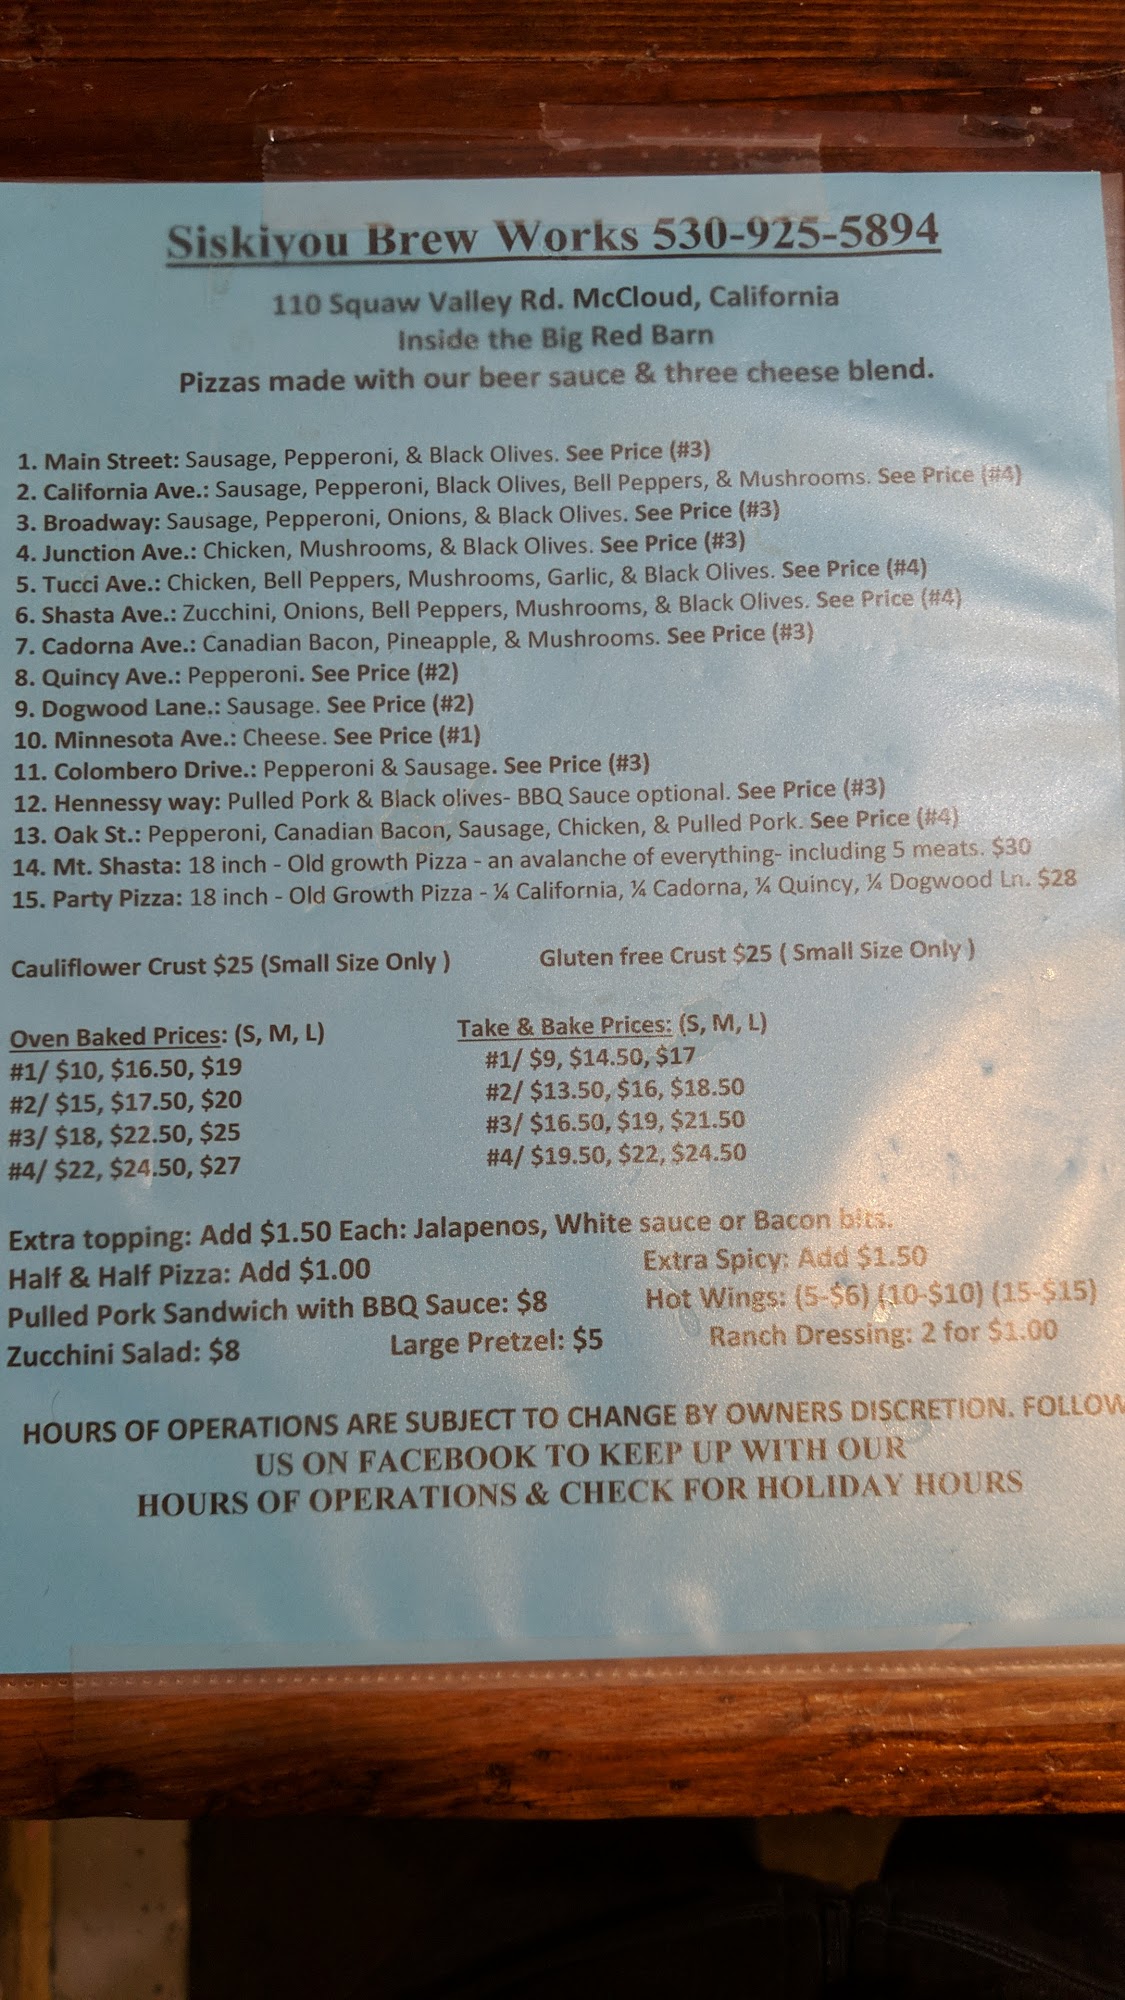 Siskiyou Brew Works 530-925-5894
110 Squaw Valley Rd. McCloud, California
Inside the Big Red Barn
Pizzas made with our beer sauce & three cheese blend.
1. Main Street: Sausage, Pepperoni, & Black Olives. See Price (#3)
2. California Ave.: Sausage, Pepperoni, Black Olives, Bell Peppers, & Mushrooms. See Price (#4)
3. Broadway: Sausage, Pepperoni, Onions, & Black Olives. See Price (#3)
4. Junction Ave.: Chicken, Mushrooms, & Black Olives. See Price (#3)
5. Tucci Ave.: Chicken, Bell Peppers, Mushrooms, Garlic, & Black Olives. See Price (#4)
6. Shasta Ave.: Zucchini, Onions, Bell Peppers, Mushrooms, & Black Olives. See Price (#4)
7. Cadorna Ave.: Canadian Bacon, Pineapple, & Mushrooms. See Price (#3)
8. Quincy Ave.: Pepperoni. See Price (#2)
9. Dogwood Lane.: Sausage. See Price (#2)
10. Minnesota Ave.: Cheese. See Price (#1)
11. Colombero Drive.: Pepperoni & Sausage. See Price (#3)
12. Hennessy way: Pulled Pork & Black olives- BBQ Sauce optional. See Price (#3)
13. Oak St.: Pepperoni, Canadian Bacon, Sausage, Chicken, & Pulled Pork. See Price (#4)
14. Mt. Shasta: 18 inch - Old growth Pizza - an avalanche of everything- including 5 meats. $30
15. Party Pizza: 18 inch - Old Growth Pizza - ¼ California, ¼ Cadorna, ¼ Quincy, ¼ Dogwood Ln. $28
Cauliflower Crust $25 (Small Size Only ) Gluten free Crust $25 ( Small Size Only )
Oven Baked Prices: (S, M, L) Take & Bake Prices: (S, M, L)
#1/ $10, $16.50, $19 #1/ $9, $14.50, $17
#2/ $15, $17.50, $20 #2/ $13.50, $16, $18.50
#3/ $18, $22.50, $25 #3/ $16.50, $19, $21.50
#4/ $22, $24.50, $27 #4/ $19.50, $22, $24.50
Extra topping: Add $1.50 Each: Jalapenos, White sauce or Bacon bits.
Half & Half Pizza: Add $1.00 Extra Spicy: Add $1.50
Pulled Pork Sandwich with BBQ Sauce: $8 Hot Wings: (5-$6) (10-$10) (15-$15)
Zucchini Salad: $8 Large Pretzel: $5 Ranch Dressing: 2 for $1.00
HOURS OF OPERATIONS ARE SUBJECT TO CHANGE BY OWNERS DISCRETION. FOLLOW
US ON FACEBOOK TO KEEP UP WITH OUR
HOURS OF OPERATIONS & CHECK FOR HOLIDAY HOURS